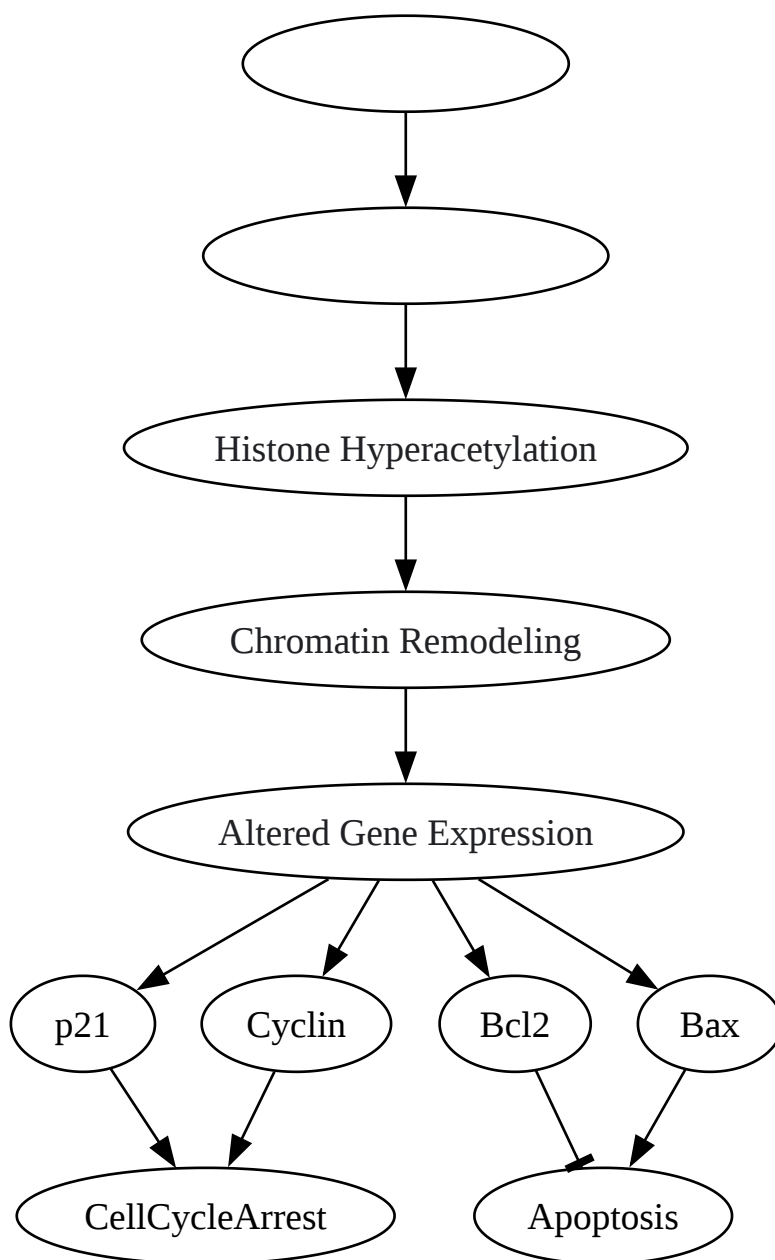 Histone Hyperacetylation
Chromatin Remodeling
Altered Gene Expression
p21
Cyclin
Bcl2
Bax
CellCycleArrest
Apoptosis